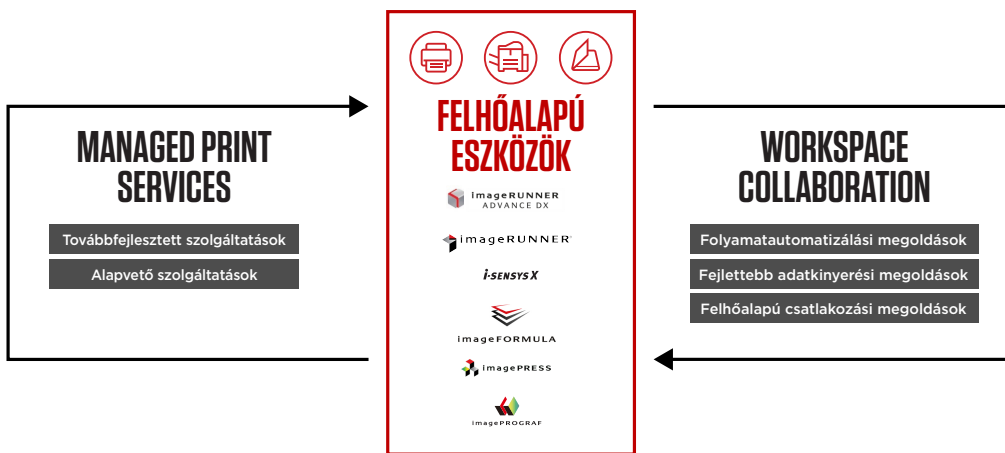 MANAGED PRINT
SERVICES
Továbbfejlesztett szolgáltatások
Alapvető szolgáltatások
FELHŐALAPÚ
ESZKÖZÖK
imageRUNNER
ADVANCE DX
imageRUNNER
i-SENSYS X
imageFORMULA
imagePRESS
imagePROGRAF
WORKSPACE
COLLABORATION
Folyamatautomatizálási megoldások
Fejlettebb adatkinyerési megoldások
Felhőalapú csatlakozási megoldások